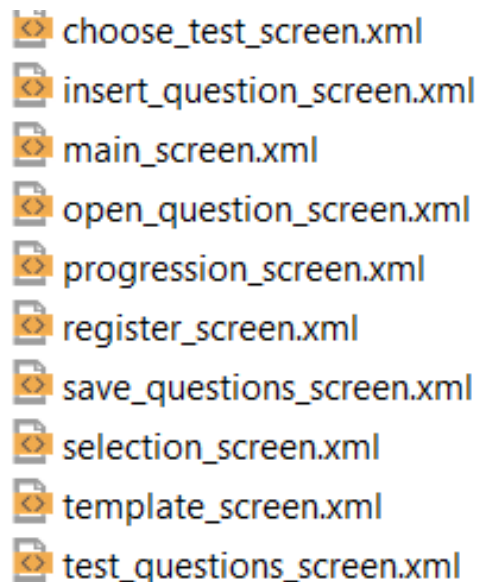 choose_test_screen.xml
insert_question_screen.xml
main_screen.xml
open_question_screen.xml
progression_screen.xml
register_screen.xml
save_questions_screen.xml
selection_screen.xml
template_screen.xml
test_questions_screen.xml